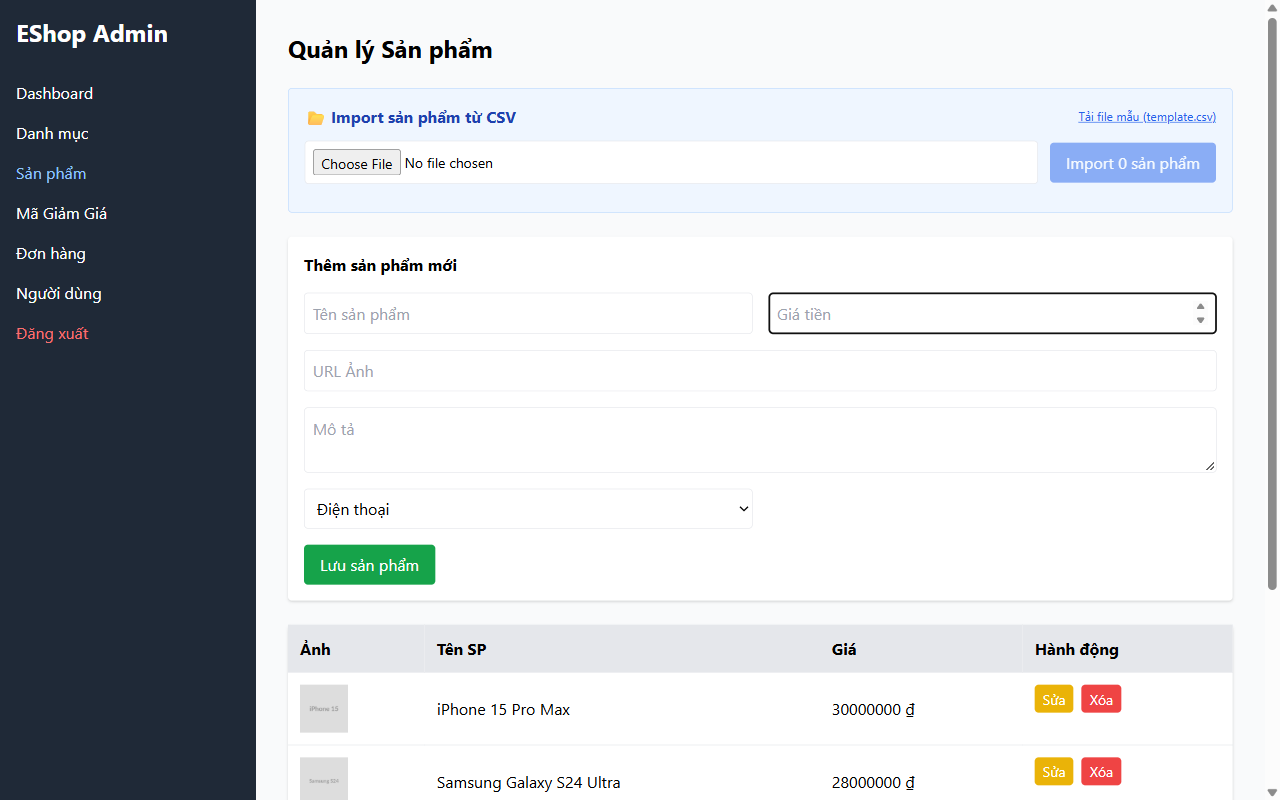 EShop Admin
Dashboard
Danh mục
Sản phẩm
Mã Giảm Giá
Đơn hàng
Người dùng
Đăng xuất
Quản lý Sản phẩm
Import sản phẩm từ CSV
Tải file mẫu (template.csv)
Choose File No file chosen
Import 0 sản phẩm
Thêm sản phẩm mới
Tên sản phẩm
Giá tiền
URL Ảnh
Mô tả
Điện thoại
Lưu sản phẩm
Ảnh Tên SP Giá Hành động
iPhone 15
iPhone 15 Pro Max 30000000 ₫ Sửa Xóa
Samsung S24
Samsung Galaxy S24 Ultra 28000000 ₫ Sửa Xóa